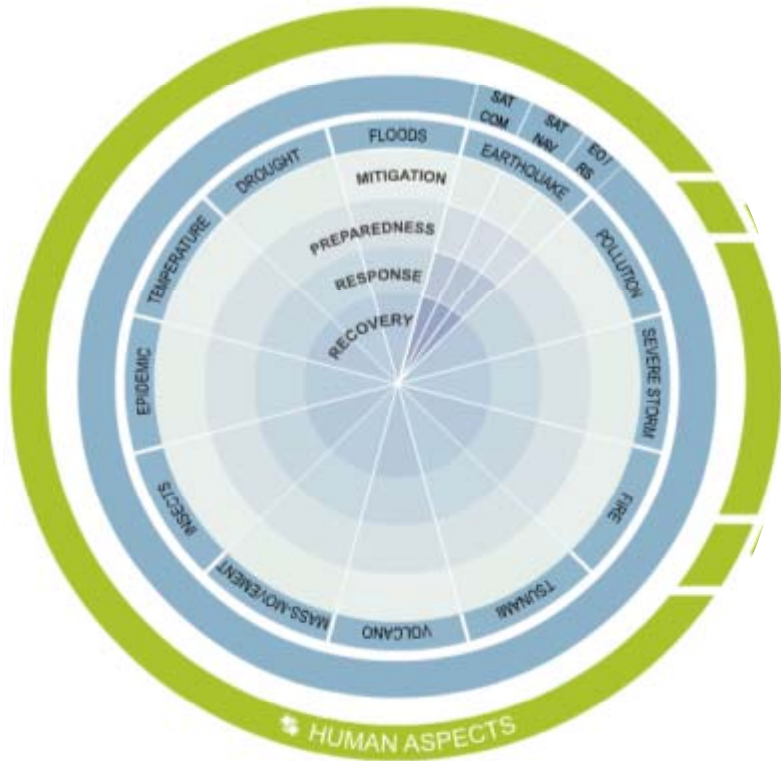 SAT
COM
SAT
NAV
EO/
RS
FLOODS
EARTHQUAKE
POLLUTION
SEVERE STORM
FIRE
TSUNAMI
VOLCANO
MASS-MOVEMENT
INSECTS
EPIDEMIC
TEMPERATURE
DROUGHT
MITIGATION
PREPAREDNESS
RESPONSE
RECOVERY
HUMAN ASPECTS